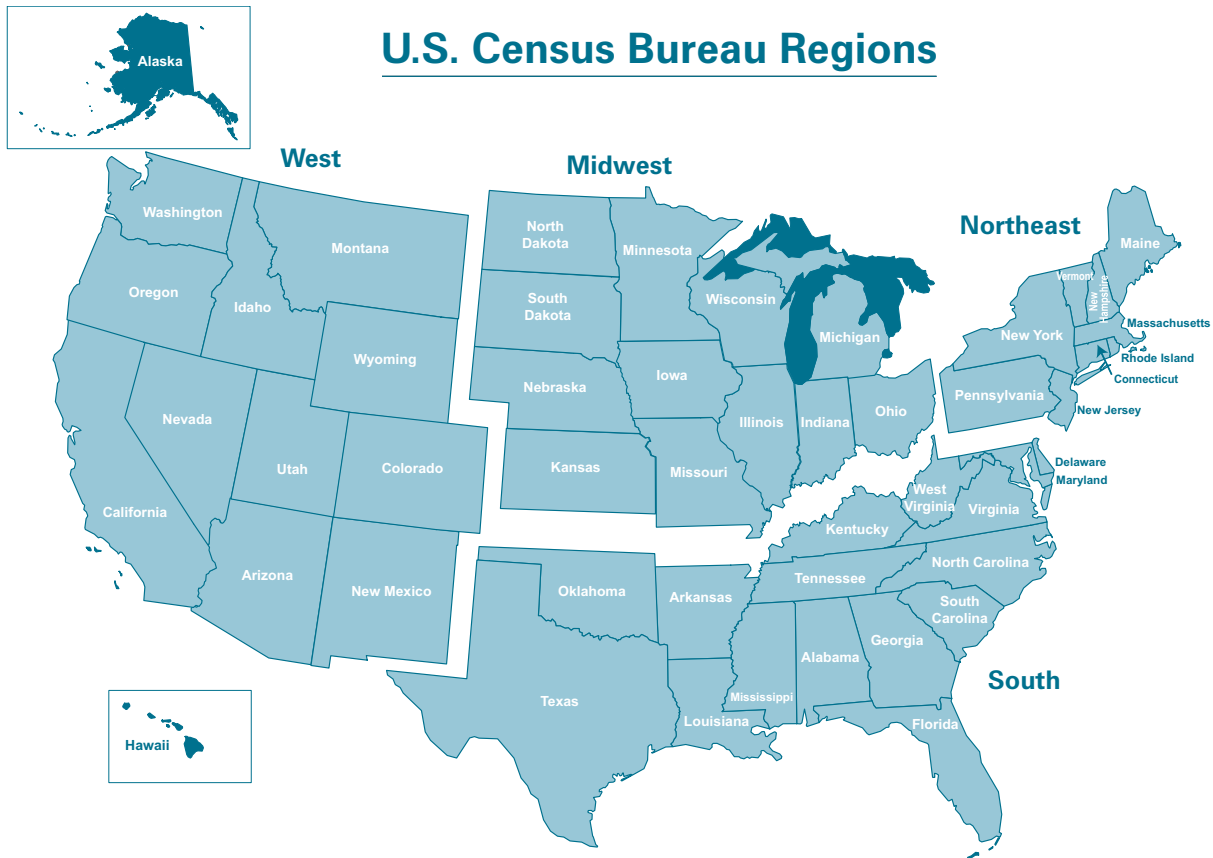 U.S. Census Bureau Regions
Alaska
West
Midwest
Northeast
Washington
Montana
Oregon
Idaho
Wyoming
Nevada
Utah
Colorado
California
Arizona
New Mexico
Hawaii
North
Dakota
Minnesota
South
Dakota
Wisconsin
Michigan
Nebraska
Iowa
Illinois
Indiana
Ohio
Kansas
Missouri
Maine
Vermont
New
Hampshire
Massachusetts
New York
Rhode Island
Connecticut
Pennsylvania
New Jersey
Delaware
Maryland
West
Virginia
Virginia
Kentucky
North Carolina
Tennessee
South
Carolina
Oklahoma
Arkansas
Georgia
Alabama
Mississippi
Texas
Louisiana
Florida
South